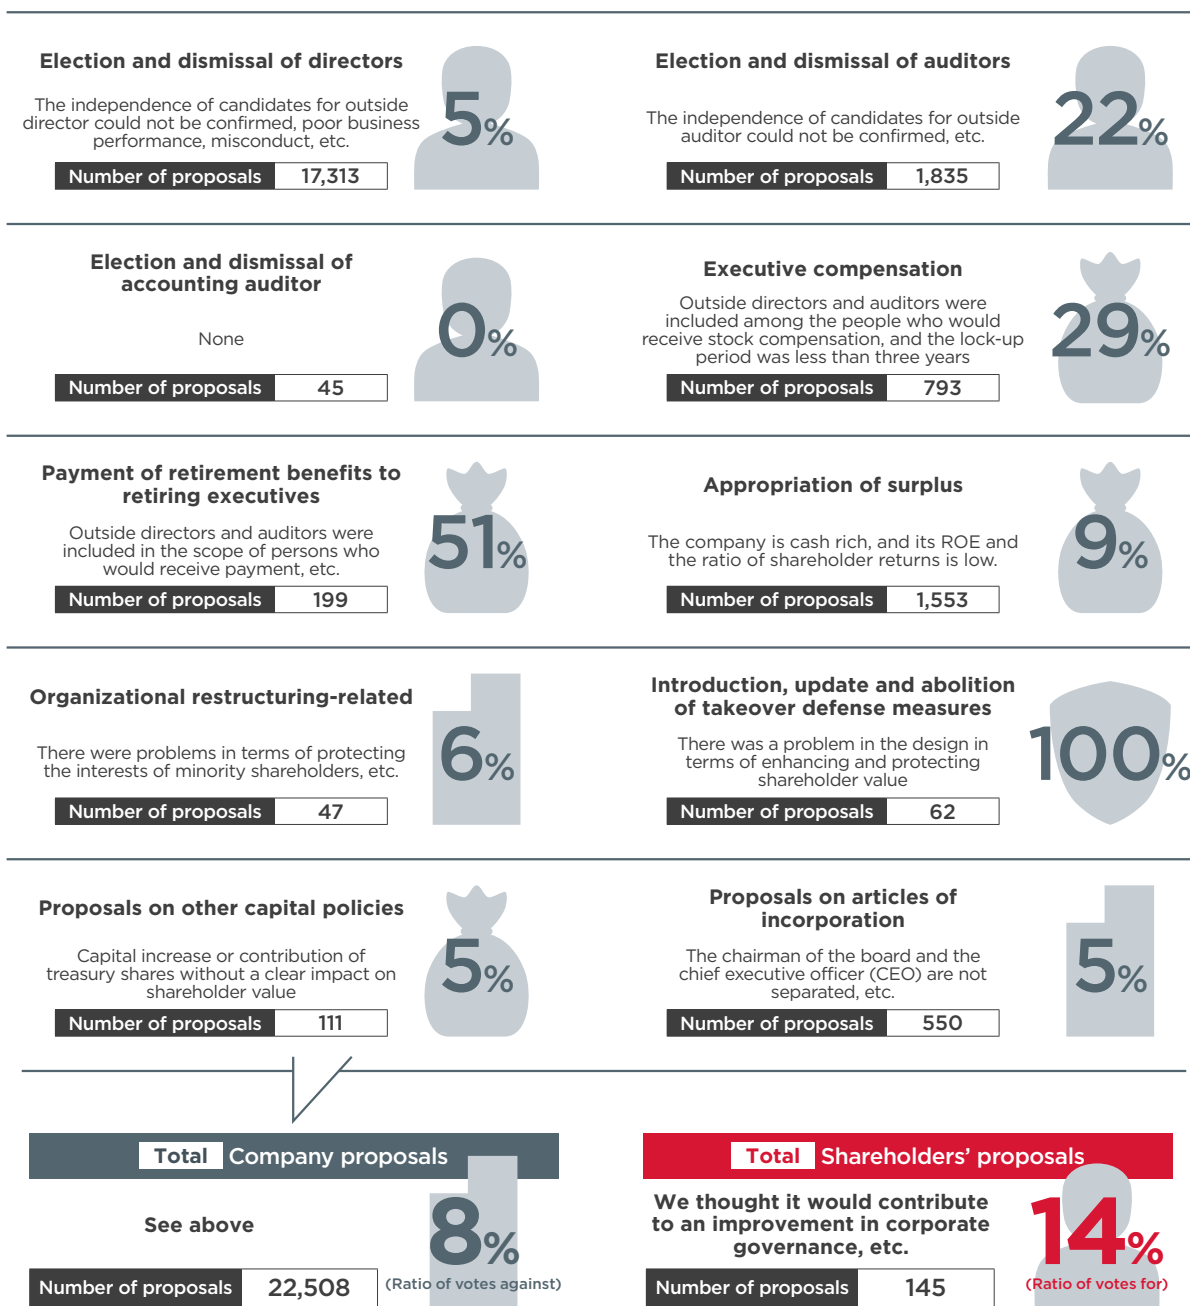 Election and dismissal of directors
The independence of candidates for outside
director could not be confirmed, poor business
performance, misconduct, etc.
5%
Number of proposals 17,313
Election and dismissal of auditors
The independence of candidates for outside
auditor could not be confirmed, etc.
22%
Number of proposals 1,835
Election and dismissal of
accounting auditor
None
0%
Number of proposals 45
Executive compensation
Outside directors and auditors were
included among the people who would
receive stock compensation, and the lock-up
period was less than three years
29%
Number of proposals 793
Payment of retirement benefits to
retiring executives
Outside directors and auditors were
included in the scope of persons who
would receive payment, etc.
51%
Number of proposals 199
Appropriation of surplus
The company is cash rich, and its ROE and
the ratio of shareholder returns is low.
9%
Number of proposals 1,553
Organizational restructuring-related
There were problems in terms of protecting
the interests of minority shareholders, etc.
6%
Number of proposals 47
Introduction, update and abolition
of takeover defense measures
There was a problem in the design in
terms of enhancing and protecting
shareholder value
100%
Number of proposals 62
Proposals on other capital policies
Capital increase or contribution of
treasury shares without a clear impact on
shareholder value
5%
Number of proposals 111
Proposals on articles of
incorporation
The chairman of the board and the
chief executive officer (CEO) are not
separated, etc.
5%
Number of proposals 550
Total Company proposals
See above
8%
Number of proposals 22,508
(Ratio of votes against)
Total Shareholders' proposals
We thought it would contribute
to an improvement in corporate
governance, etc.
14%
Number of proposals 145
(Ratio of votes for)